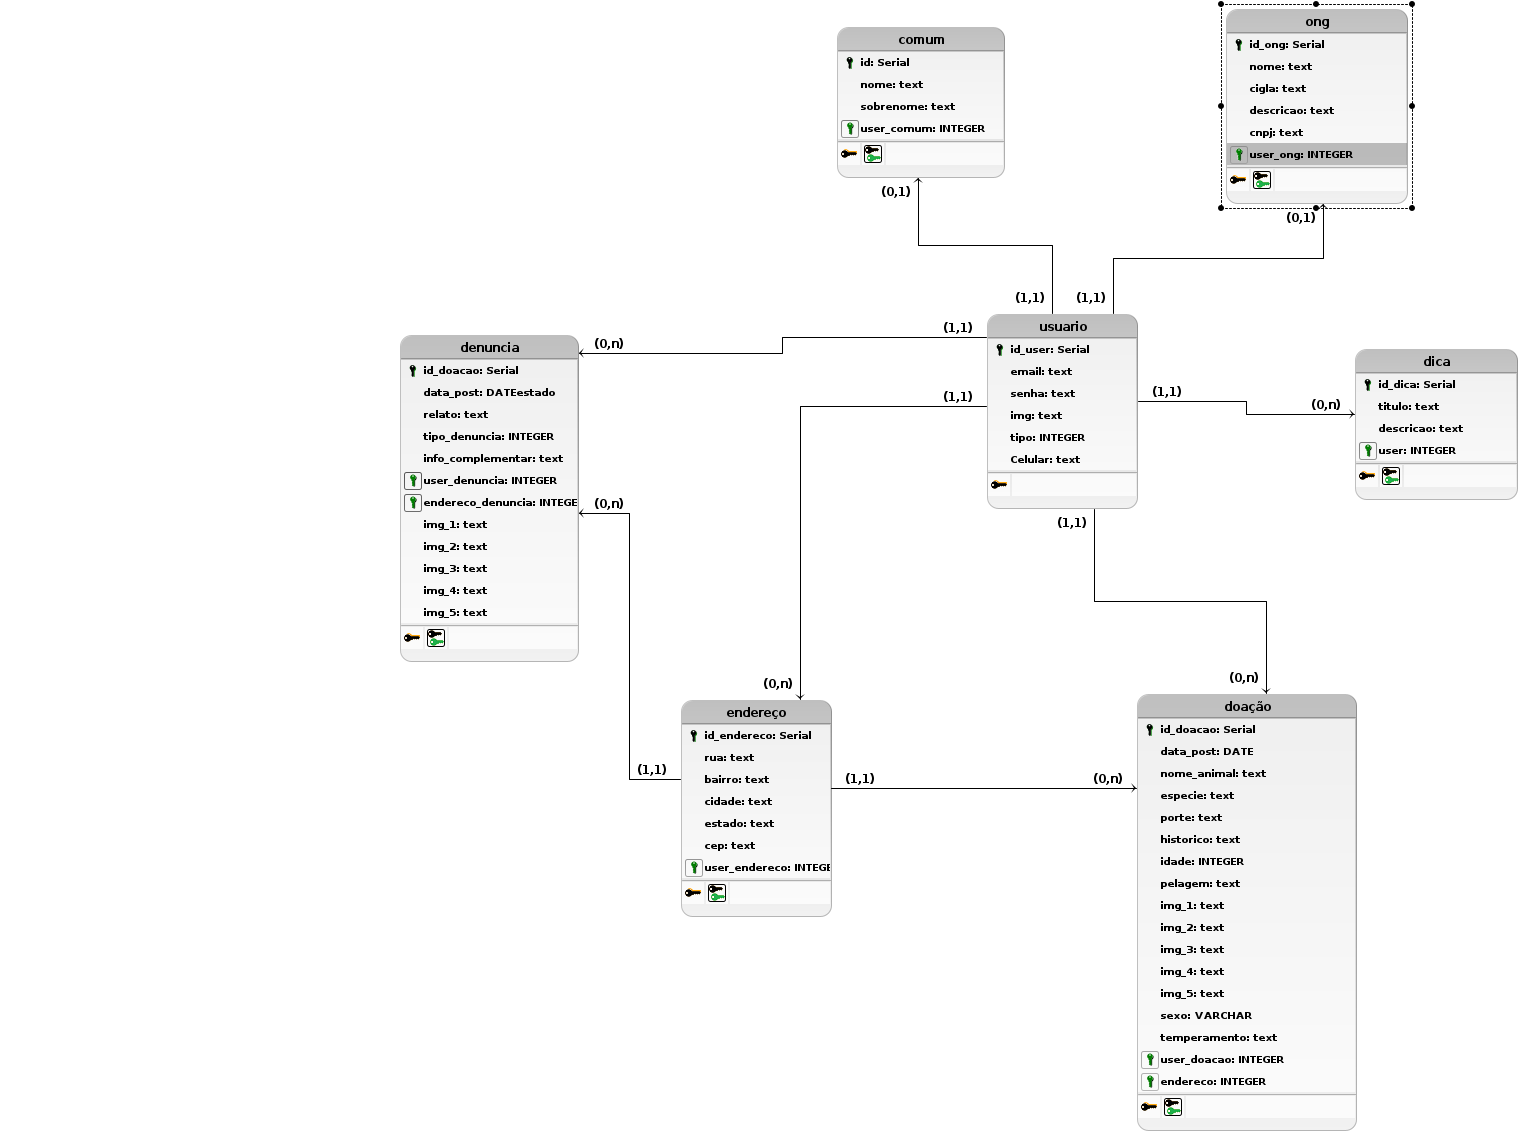 comum
id: Serial
nome: text
sobrenome: text
user_comum: INTEGER
(0,1)
ong
id_ong: Serial
nome: text
cigla: text
descricao: text
cnpj: text
user_ong: INTEGER
(0,1)
(1,1)
(1,1)
usuario
id_user: Serial
email: text
senha: text
img: text
tipo: INTEGER
Celular: text
(1,1)
(0,n)
(1,1)
(1,1)
(0,n)
(1,1)
denuncia
id_doacao: Serial
data_post: DATEestado
relato: text
tipo_denuncia: INTEGER
info_complementar: text
user_denuncia: INTEGER
endereco_denuncia: INTEGE
img_1: text
img_2: text
img_3: text
img_4: text
img_5: text
(0,n)
dica
id_dica: Serial
titulo: text
descricao: text
user: INTEGER
(0,n)
(0,n)
endereço
id_endereco: Serial
rua: text
bairro: text
cidade: text
estado: text
cep: text
user_endereco: INTEGE
(1,1)
(1,1)
(0,n)
doação
id_doacao: Serial
data_post: DATE
nome_animal: text
especie: text
porte: text
historico: text
idade: INTEGER
pelagem: text
img_1: text
img_2: text
img_3: text
img_4: text
img_5: text
sexo: VARCHAR
temperamento: text
user_doacao: INTEGER
endereco: INTEGER